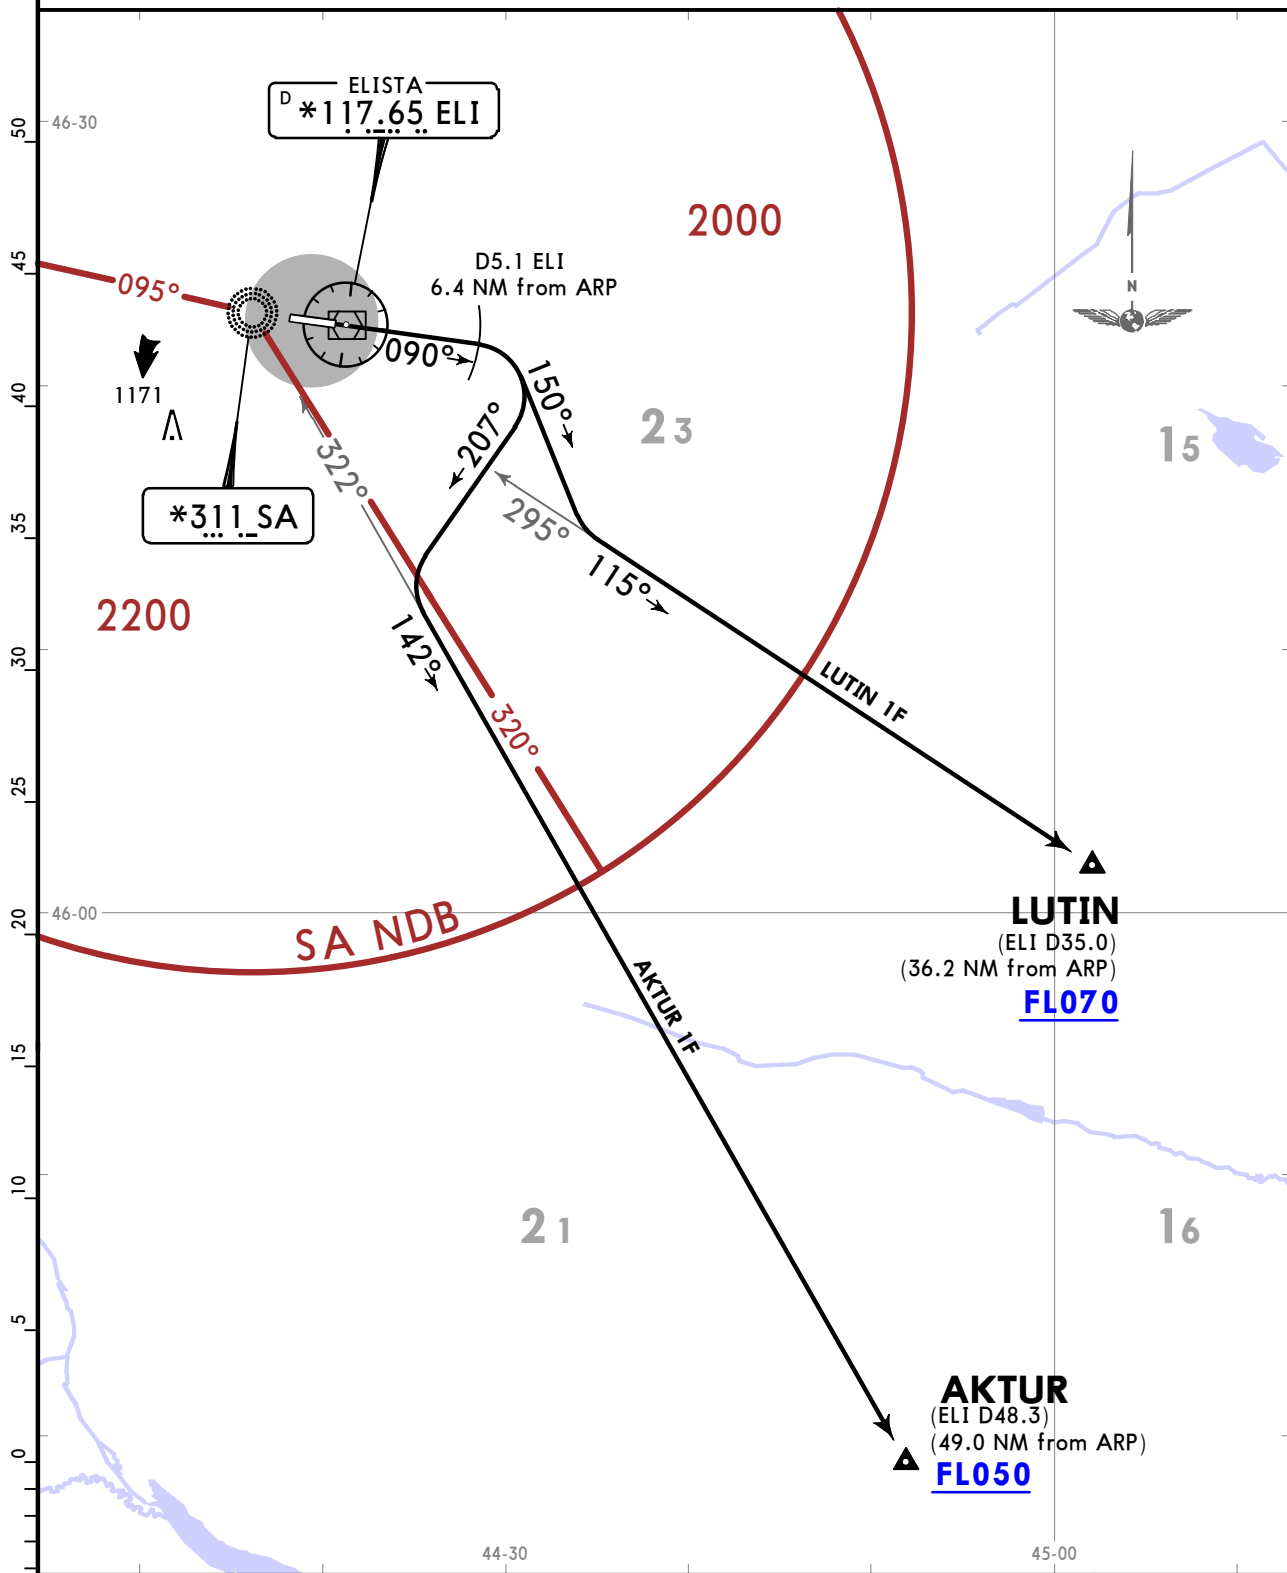 46-30
ELISTA
D *117.65 ELI
2000
D5.1 ELI
6.4 NM from ARP
095°
N
090°
150°
1171
207°
23
15
322°
295°
*311 SA
115°
2200
142°
LUTIN 1F
320°
46-00
SA NDB
LUTIN
(ELI D35.0)
(36.2 NM from ARP)
FL070
AKTUR 1F
21
16
AKTUR
(ELI D48.3)
(49.0 NM from ARP)
FL050
44-30
45-00
50
45
40
35
30
25
20
15
10
5
0